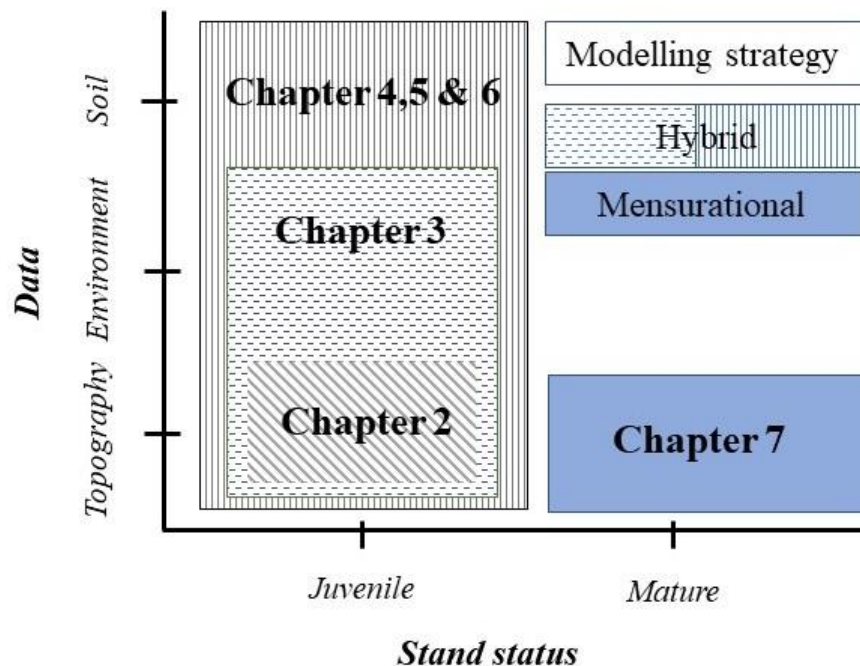 Soil
Environment
Topography
Data
Chapter 4,5 & 6
Chapter 3
Chapter 2
Modelling strategy
Hybrid
Mensurational
Chapter 7
Juvenile
Mature
Stand status